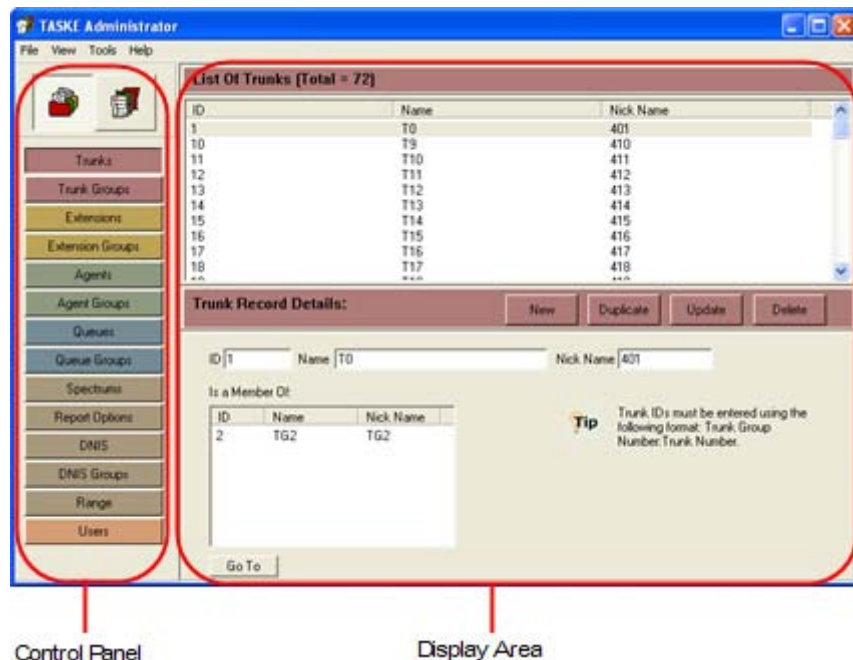 TASKE Administrator
File View Tools Help
List Of Trunks (Total = 72)
ID Name Nick Name
1 T0 401
10 T9 410
11 T10 411
12 T11 412
13 T12 413
14 T13 414
15 T14 415
16 T15 416
17 T16 417
18 T17 418
Trunks
Trunk Groups
Extensions
Extension Groups
Agents
Agent Groups
Queues
Queue Groups
Spectrums
Report Options
DNIS
DNIS Groups
Range
Users
Trunk Record Details:
New Duplicate Update Delete
ID 1 Name T0 Nick Name 401
Is a Member Of:
ID Name Nick Name
2 TG2 TG2
Tip
Trunk IDs must be entered using the
following format: Trunk Group
Number.Trunk Number.
Go To
Control Panel
Display Area